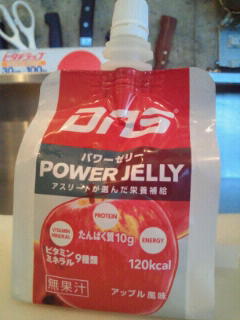 DNS
パワーゼリー
POWER JELLY
アスリートが選んだ栄養補給
PROTEIN
たんぱく質10g
VITAMIN
MINERAL
ENERGY
ビタミン
ミネラル 9種類
120kcal
無果汁
アップル風味